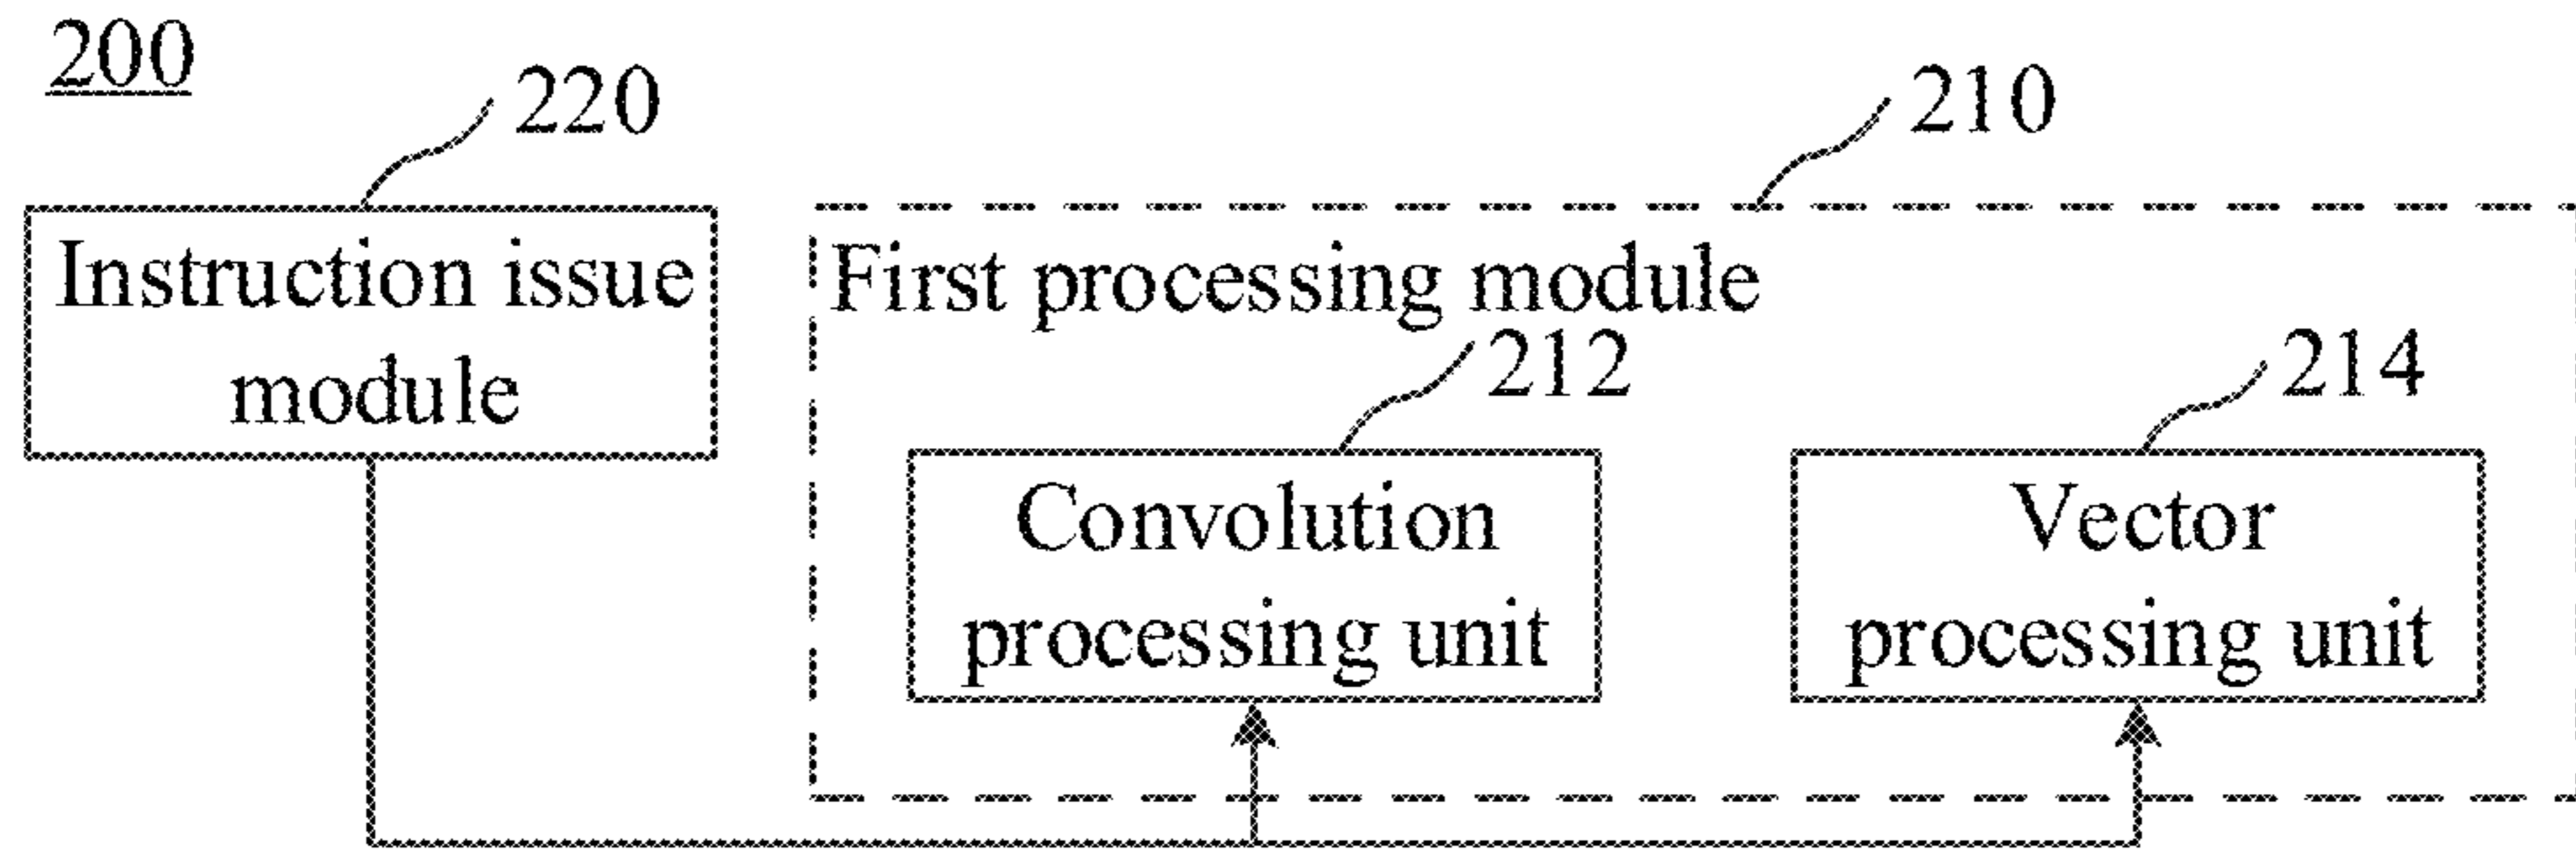 200
220
210
Instruction issue
module
First processing module
212
214
Convolution
processing unit
Vector
processing unit